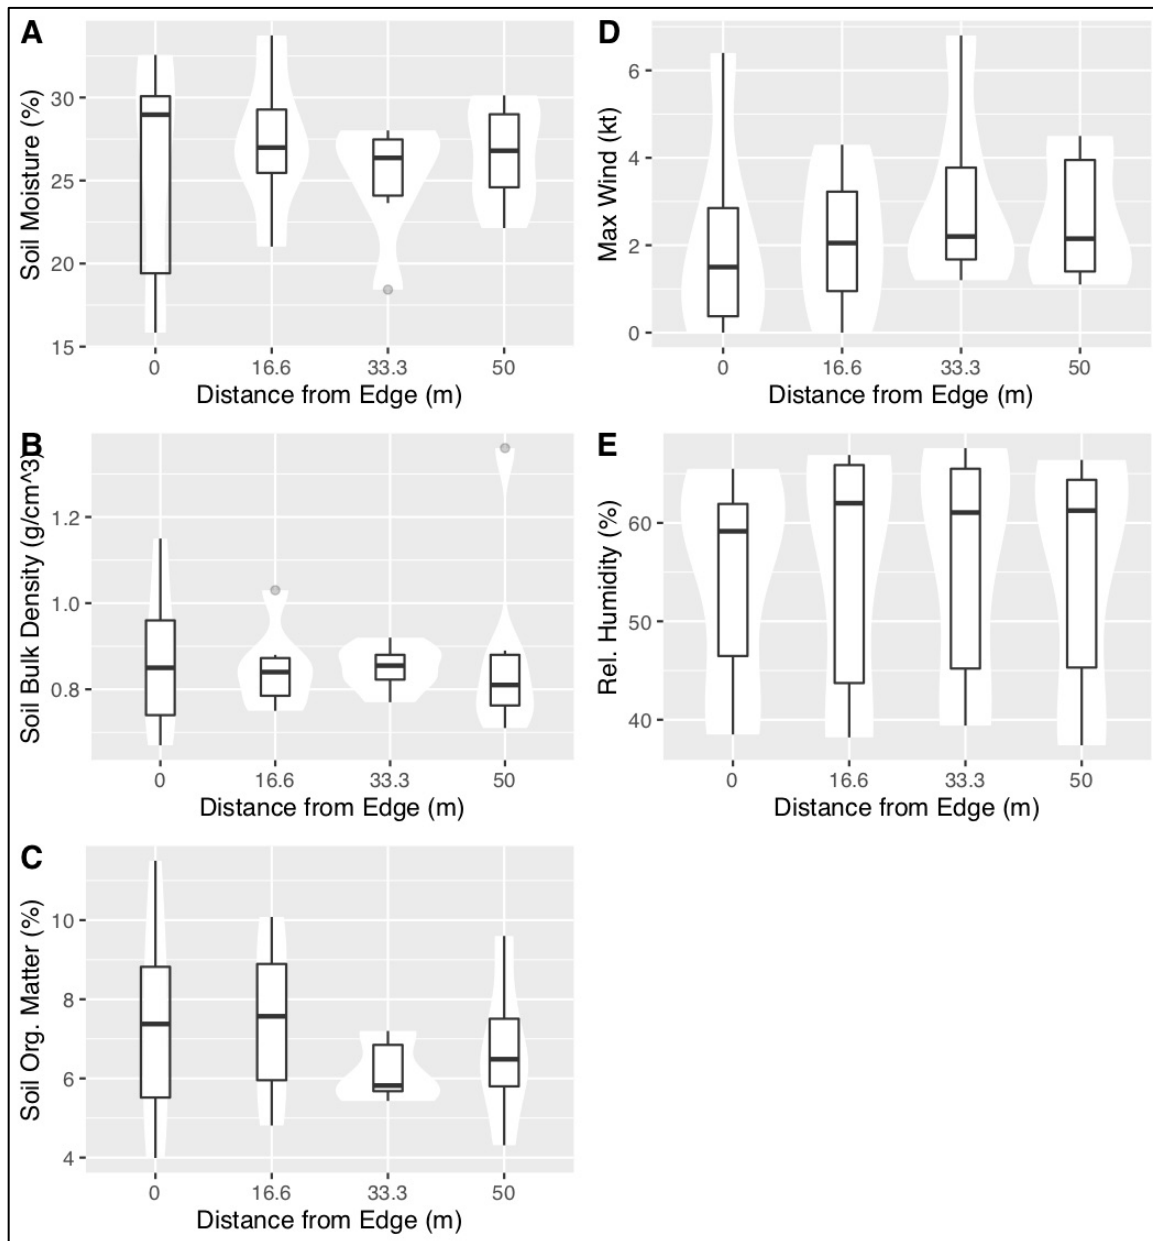 A
Soil Moisture (%)
30
25
20
15
0 16.6 33.3 50
Distance from Edge (m)
D
Max Wind (kt)
6
4
2
0
0 16.6 33.3 50
Distance from Edge (m)
B
Soil Bulk Density (g/cm^3)
1.2
1.0
0.8
0 16.6 33.3 50
Distance from Edge (m)
E
Rel. Humidity (%)
60
50
40
0 16.6 33.3 50
Distance from Edge (m)
C
Soil Org. Matter (%)
10
8
6
4
0 16.6 33.3 50
Distance from Edge (m)